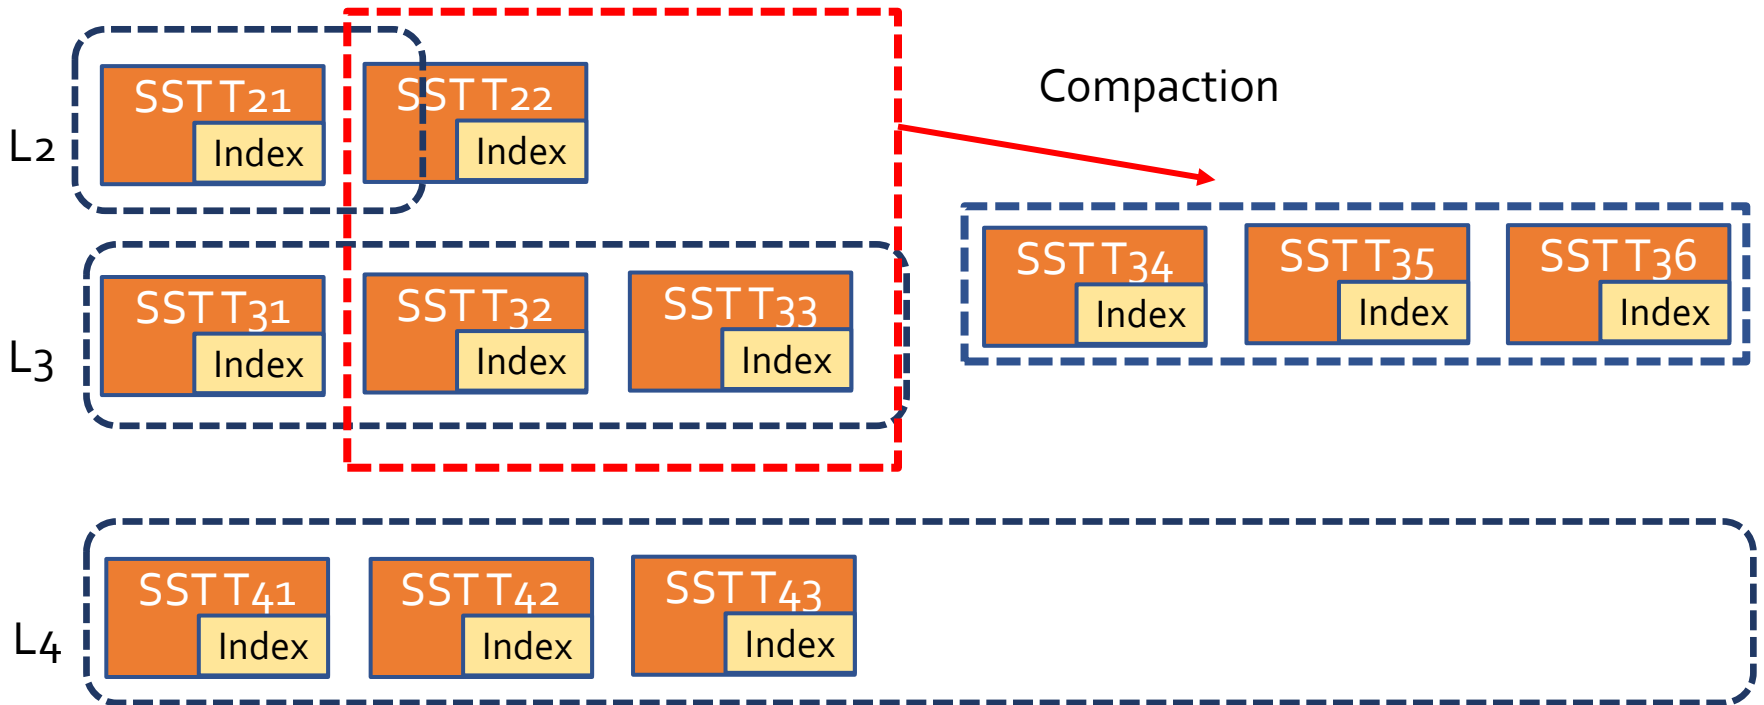 Compaction
L2
SST T21
Index
SST T22
Index
L3
SST T31
Index
SST T32
Index
SST T33
Index
SST T34
Index
SST T35
Index
SST T36
Index
L4
SST T41
Index
SST T42
Index
SST T43
Index